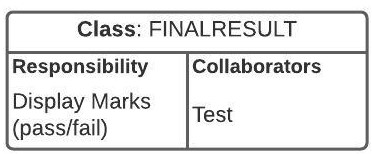 Class: FINALRESULT
Responsibility Collaborators
Display Marks
(pass/fail)
Test